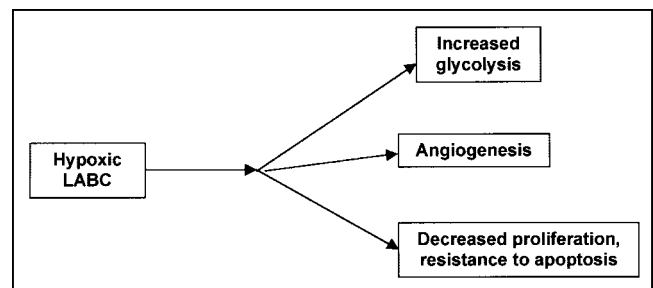 Increased
glycolysis
Hypoxic
LABC
Angiogenesis
Decreased proliferation,
resistance to apoptosis